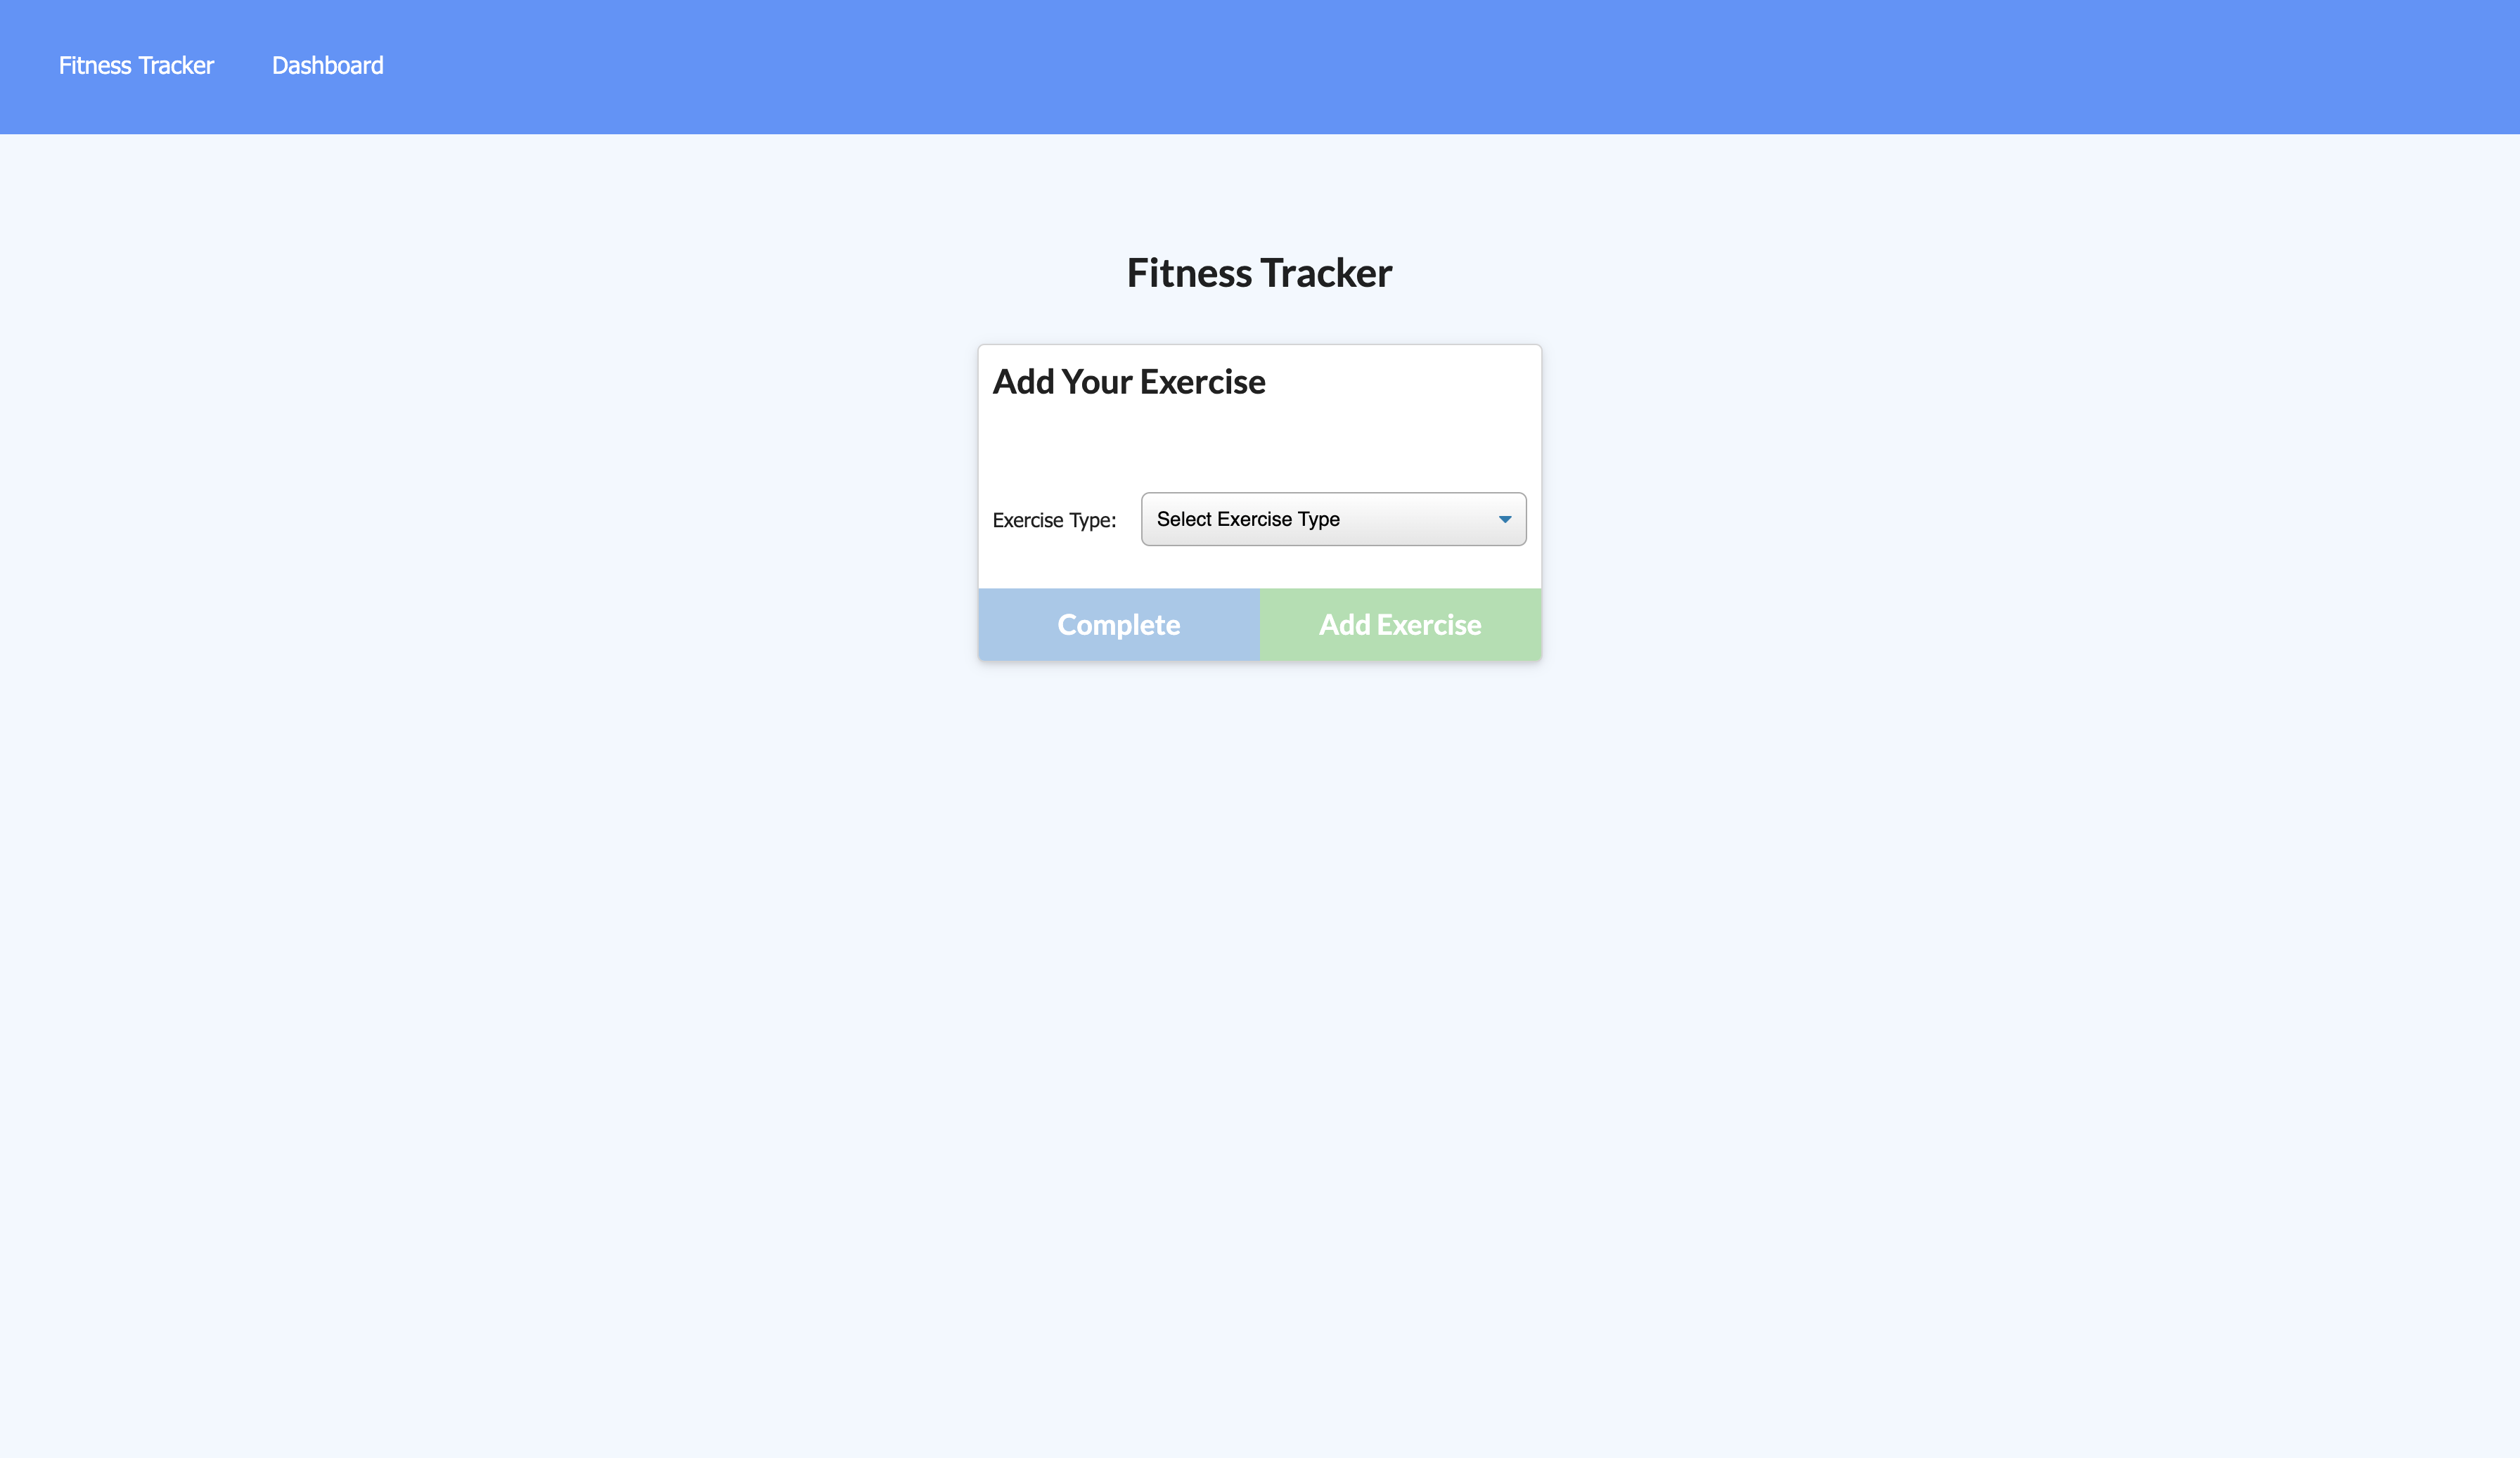 Fitness Tracker Dashboard
Fitness Tracker
Add Your Exercise
Exercise Type: Select Exercise Type
Complete Add Exercise